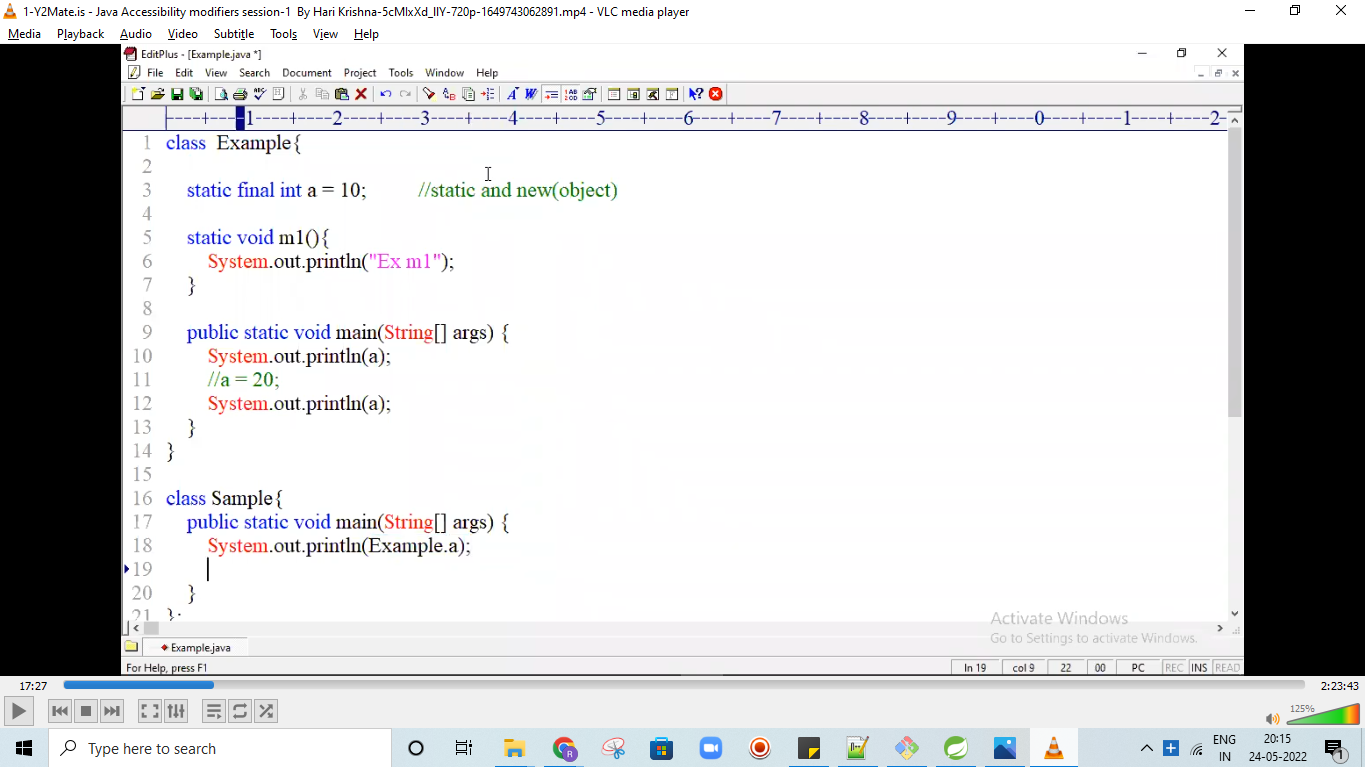 1-Y2Mate.is - Java Accessibility modifiers session-1 By Hari Krishna-5cMlxXd_lIY-720p-1649743062891.mp4 - VLC media player
Media Playback Audio Video Subtitle Tools View Help
EditPlus - [Example.java *]
File Edit View Search Document Project Tools Window Help
----+----1----+----2----+----3----+----4----+----5----+----6----+----7----+----8----+----9----+----0----+----1----+----2-
1 class Example{
2
3 static final int a = 10; //static and new(object)
4
5 static void m1(){
6 System.out.println("Ex m1");
7 }
8
9 public static void main(String[] args) {
10 System.out.println(a);
11 //a = 20;
12 System.out.println(a);
13 }
14 }
15
16 class Sample{
17 public static void main(String[] args) {
18 System.out.println(Example.a);
19
20 }
21 };
Activate Windows
Go to Settings to activate Windows.
Example.java
For Help, press F1 ln 19 col 9 22 00 PC REC INS READ
17:27 2:23:43
125%
Type here to search
ENG 20:15
IN 24-05-2022
1